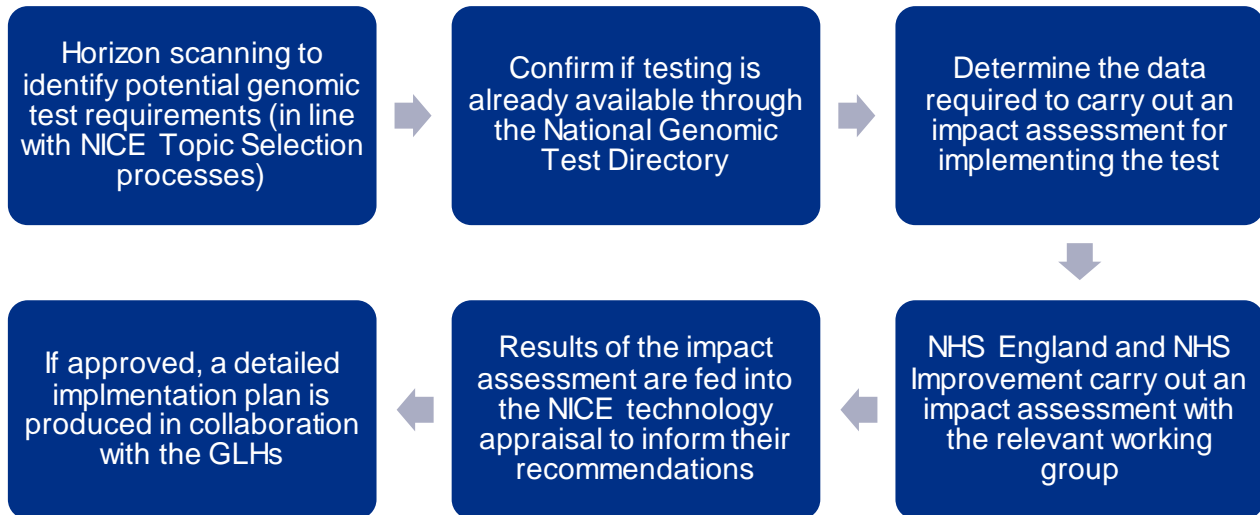 Horizon scanning to
identify potential genomic
test requirements (in line
with NICE Topic Selection
processes)
Confirm if testing is
already available through
the National Genomic
Test Directory
Determine the data
required to carry out an
impact assessment for
implementing the test
NHS England and NHS
Improvement carry out an
impact assessment with
the relevant working
group
Results of the impact
assessment are fed into
the NICE technology
appraisal to inform their
recommendations
If approved, a detailed
implmentation plan is
produced in collaboration
with the GLHs